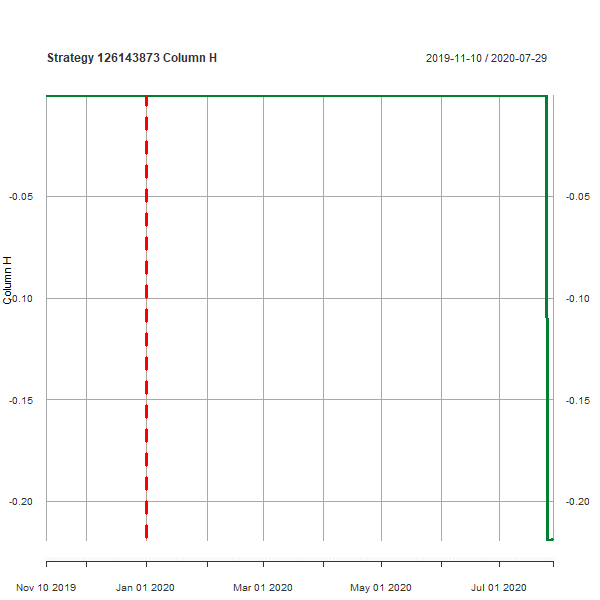 Strategy 126143873 Column H
2019-11-10 / 2020-07-29
-0.05
-0.10
-0.15
-0.20
Column H
-0.05
-0.10
-0.15
-0.20
Nov 10 2019
Jan 01 2020
Mar 01 2020
May 01 2020
Jul 01 2020